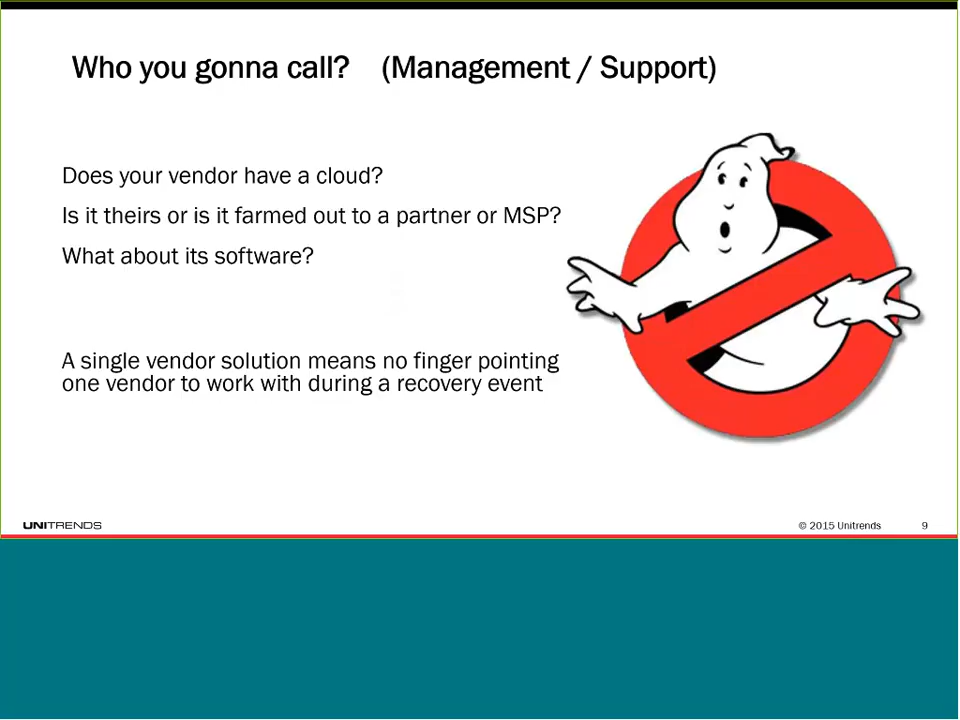 Who you gonna call? (Management / Support)
Does your vendor have a cloud?
Is it theirs or is it farmed out to a partner or MSP?
What about its software?
A single vendor solution means no finger pointing
one vendor to work with during a recovery event
UNITRENDS
© 2015 Unitrends
9